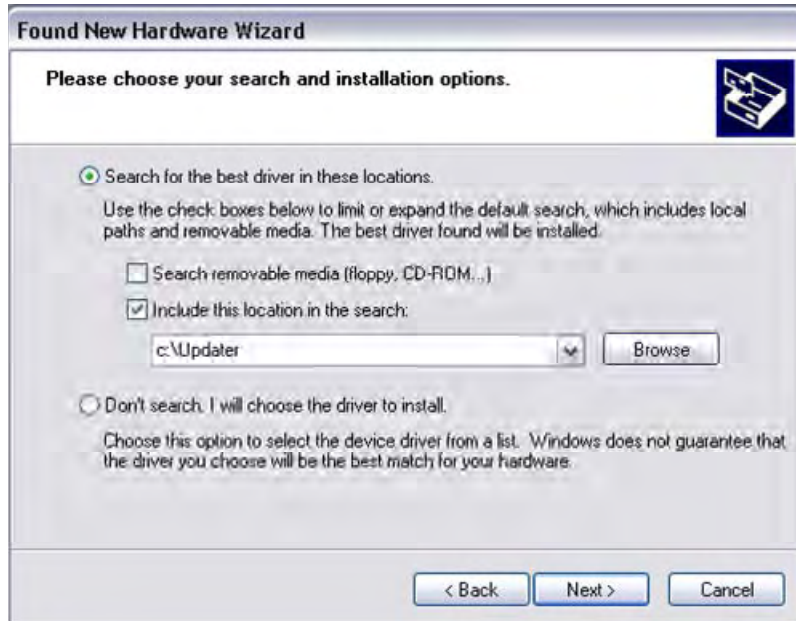 Found New Hardware Wizard
Please choose your search and installation options.
Search for the best driver in these locations.
Use the check boxes below to limit or expand the default search, which includes local
paths and removable media. The best driver found will be installed.
Search removable media (floppy, CD-ROM...)
Include this location in the search:
c:\Updater
Browse
Don't search. I will choose the driver to install.
Choose this option to select the device driver from a list. Windows does not guarantee that
the driver you choose will be the best match for your hardware.
< Back
Next >
Cancel